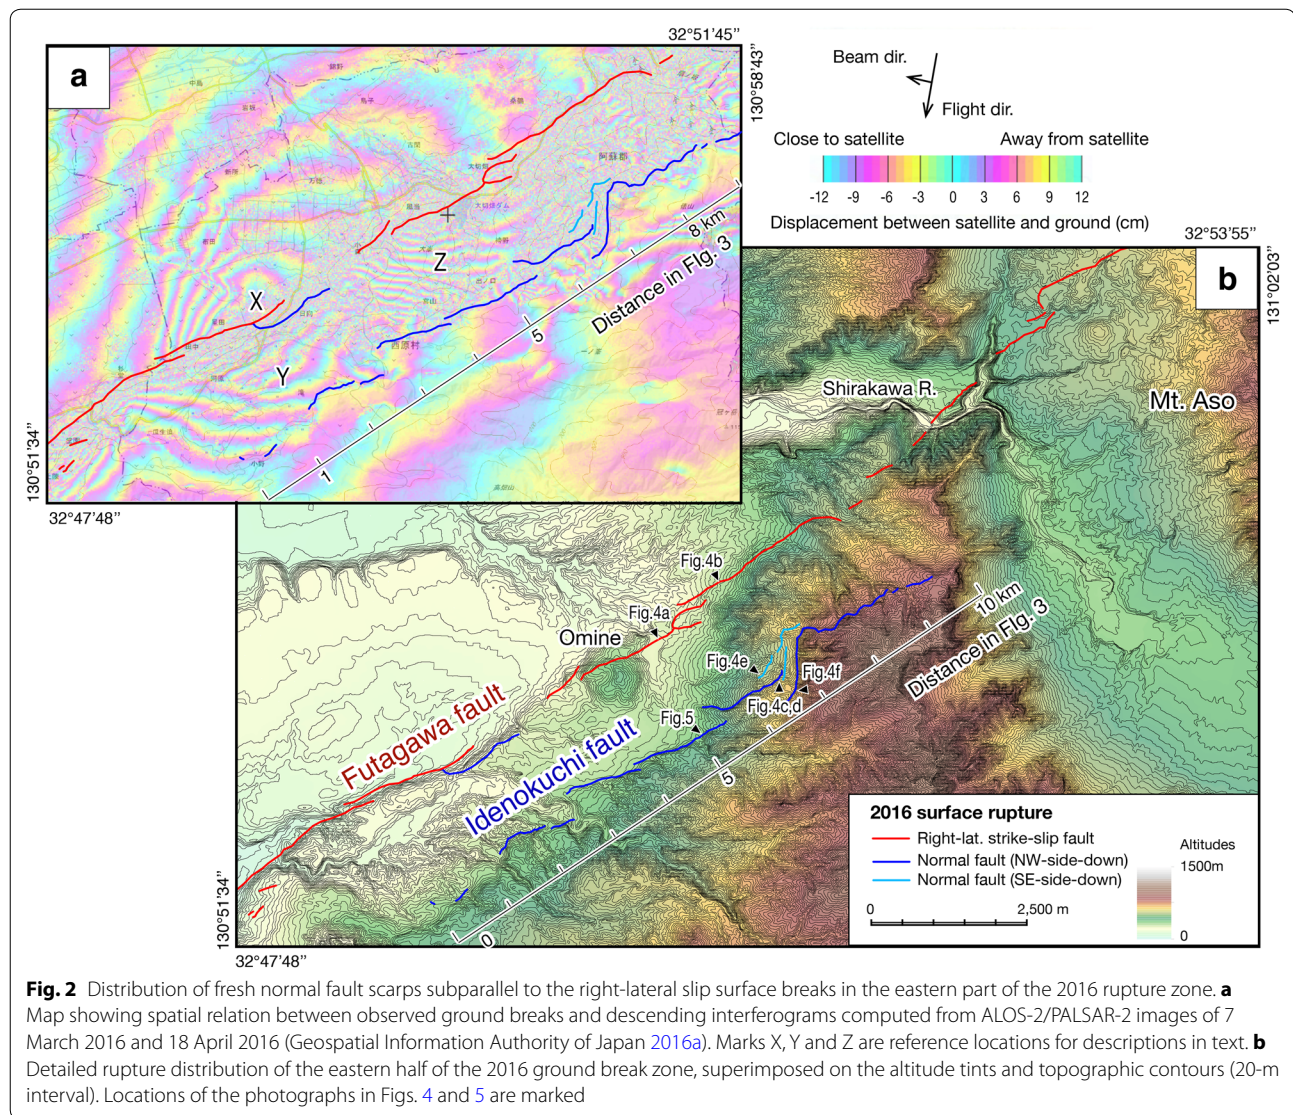 a
32°51'45"
130°58'43"
Beam dir.
Flight dir.
Close to satellite
Away from satellite
-12 -9 -6 -3 0 3 6 9 12
Displacement between satellite and ground (cm)
X
Y
Z
阿蘇郡
西原村
1
5
8 km
Distance in FIg. 3
130°51'34"
32°47'48"
32°53'55"
131°02'03"
b
Shirakawa R.
Mt. Aso
Fig.4b
Fig.4a
Omine
Fig.4e
Fig.4f
Fig.4c,d
Fig.5
Futagawa fault
Idenokuchi fault
0
5
10 km
Distance in FIg. 3
2016 surface rupture
Right-lat. strike-slip fault
Normal fault (NW-side-down)
Normal fault (SE-side-down)
0 2,500 m
Altitudes
1500m
0
130°51'34"
32°47'48"
Fig. 2 Distribution of fresh normal fault scarps subparallel to the right-lateral slip surface breaks in the eastern part of the 2016 rupture zone. a
Map showing spatial relation between observed ground breaks and descending interferograms computed from ALOS-2/PALSAR-2 images of 7
March 2016 and 18 April 2016 (Geospatial Information Authority of Japan 2016a). Marks X, Y and Z are reference locations for descriptions in text. b
Detailed rupture distribution of the eastern half of the 2016 ground break zone, superimposed on the altitude tints and topographic contours (20-m
interval). Locations of the photographs in Figs. 4 and 5 are marked